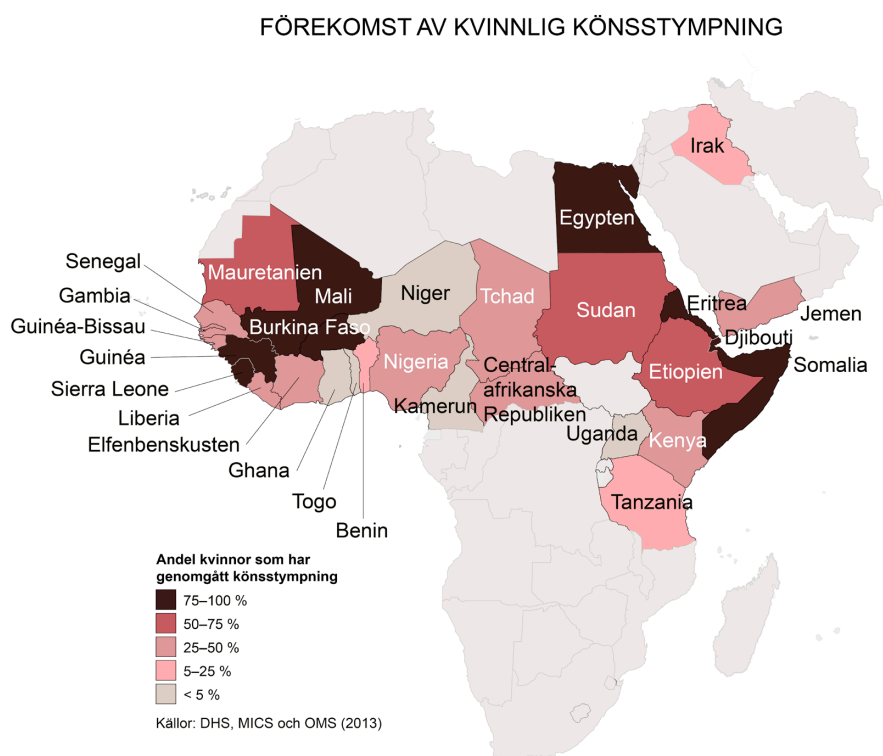 FÖREKOMST AV KVINNLIG KÖNSSTYMPNING
Irak
Egypten
Senegal
Mauretanien
Gambia
Mali
Niger
Tchad
Sudan
Eritrea
Jemen
Guinéa-Bissau
Burkina Faso
Djibouti
Guinéa
Nigeria
Central-
afrikanska
Republiken
Etiopien
Somalia
Sierra Leone
Liberia
Kamerun
Elfenbenskusten
Uganda
Kenya
Ghana
Togo
Tanzania
Benin
Andel kvinnor som har
genomgått könsstympning
75–100 %
50–75 %
25–50 %
5–25 %
< 5 %
Källor: DHS, MICS och OMS (2013)